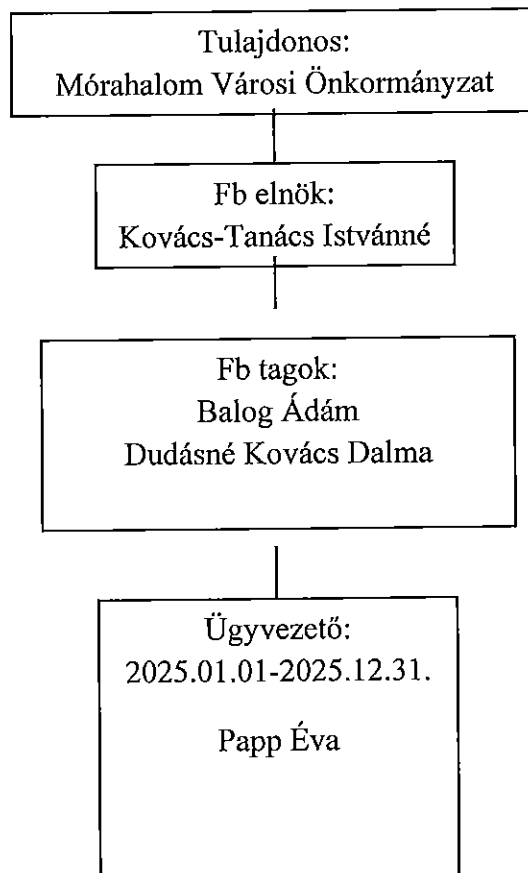 Tulajdonos:
Mórahalom Városi Önkormányzat
Fb elnök:
Kovács-Tanács Istvánné
Fb tagok:
Balog Ádám
Dudásné Kovács Dalma
Ügyvezető:
2025.01.01-2025.12.31.
Papp Éva